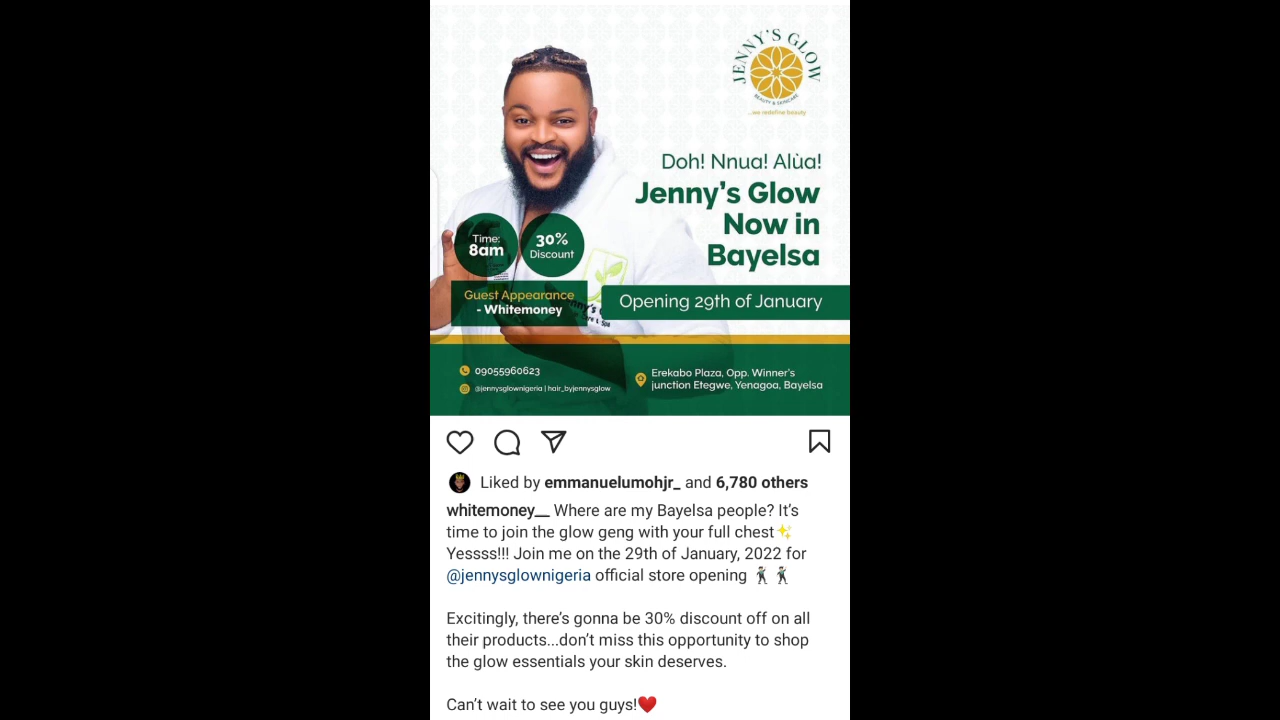 JENNY'S GLOW
BEAUTY & SKINCARE
...we redefine beauty
Doh! Nnua! Alùa!
Jenny's Glow
Now in
Bayelsa
Time:
8am
30%
Discount
Guest Appearance
- Whitemoney
Opening 29th of January
09055960623
@jennysglownigeria | hair_byjennysglow
Erekabo Plaza, Opp. Winner's
junction Etegwe, Yenagoa, Bayelsa
Liked by emmanuelumohjr_ and 6,780 others
whitemoney__ Where are my Bayelsa people? It's
time to join the glow geng with your full chest✨
Yessss!!! Join me on the 29th of January, 2022 for
@jennysglownigeria official store opening 🕺🏿🕺🏿
Excitingly, there's gonna be 30% discount off on all
their products...don't miss this opportunity to shop
the glow essentials your skin deserves.
Can't wait to see you guys!❤️